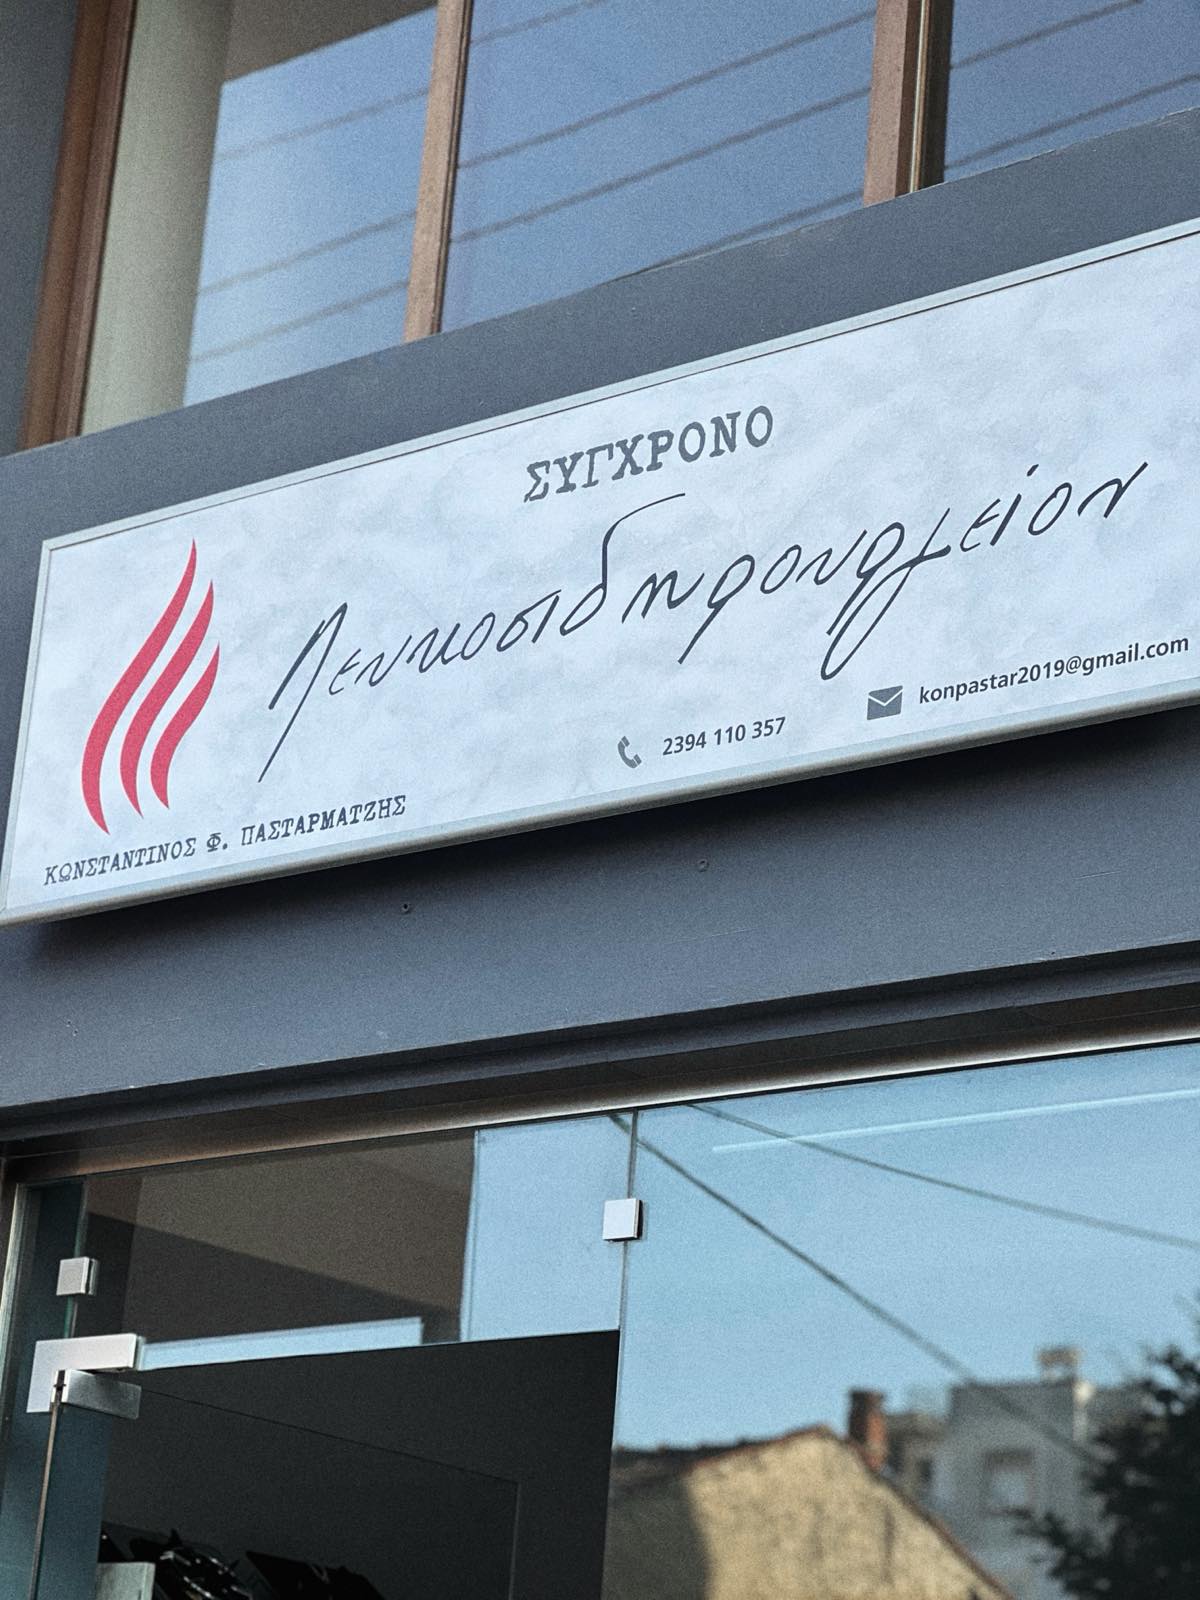 ΣΥΓΧΡΟΝΟ
Λευκοσιδηρουργείον
2394 110 357
konpastar2019@gmail.com
ΚΩΝΣΤΑΝΤΙΝΟΣ Φ. ΠΑΣΤΑΡΜΑΤΖΗΣ